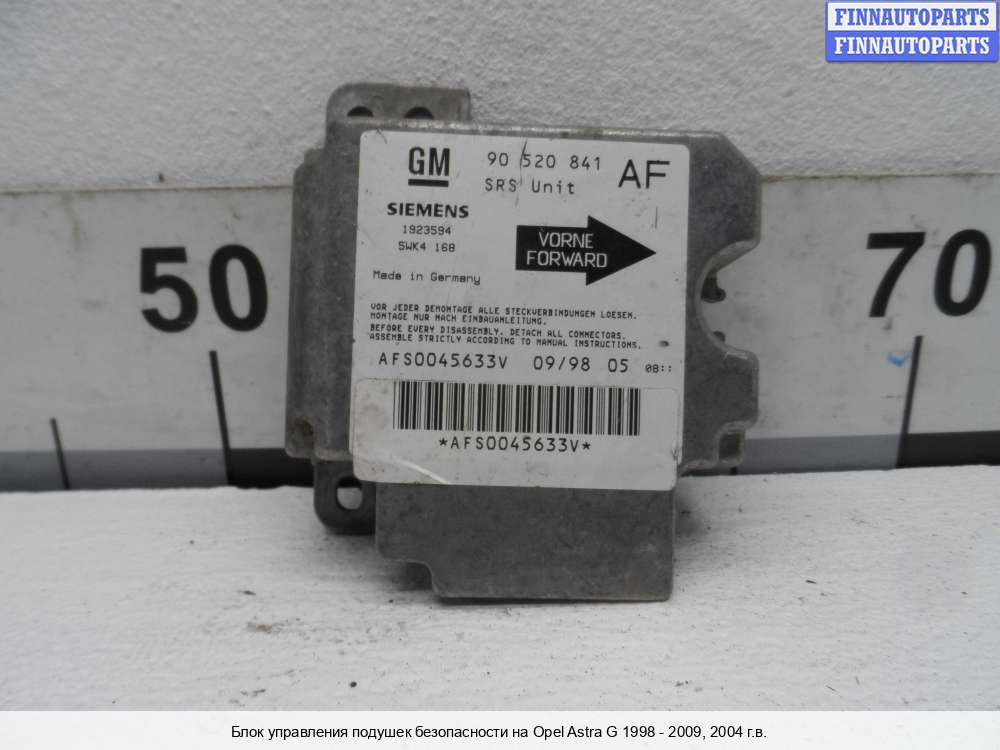 FINNAUTOPARTS
FINNAUTOPARTS
GM
90 520 841
AF
SRS Unit
SIEMENS
1923594
5WK4 168
VORNE
FORWARD
Made in Germany
VOR JEDER DEMONTAGE ALLE STECKVERBINDUNGEN LOESEN.
MONTAGE NUR NACH EINBAUANLEITUNG.
BEFORE EVERY DISASSEMBLY. DETACH ALL CONNECTORS.
ASSEMBLE STRICTLY ACCORDING TO MANUAL INSTRUCTIONS.
AFS0045633V 09/98 05 08::
*AFS0045633V*
50
70
Блок управления подушек безопасности на Opel Astra G 1998 - 2009, 2004 г.в.